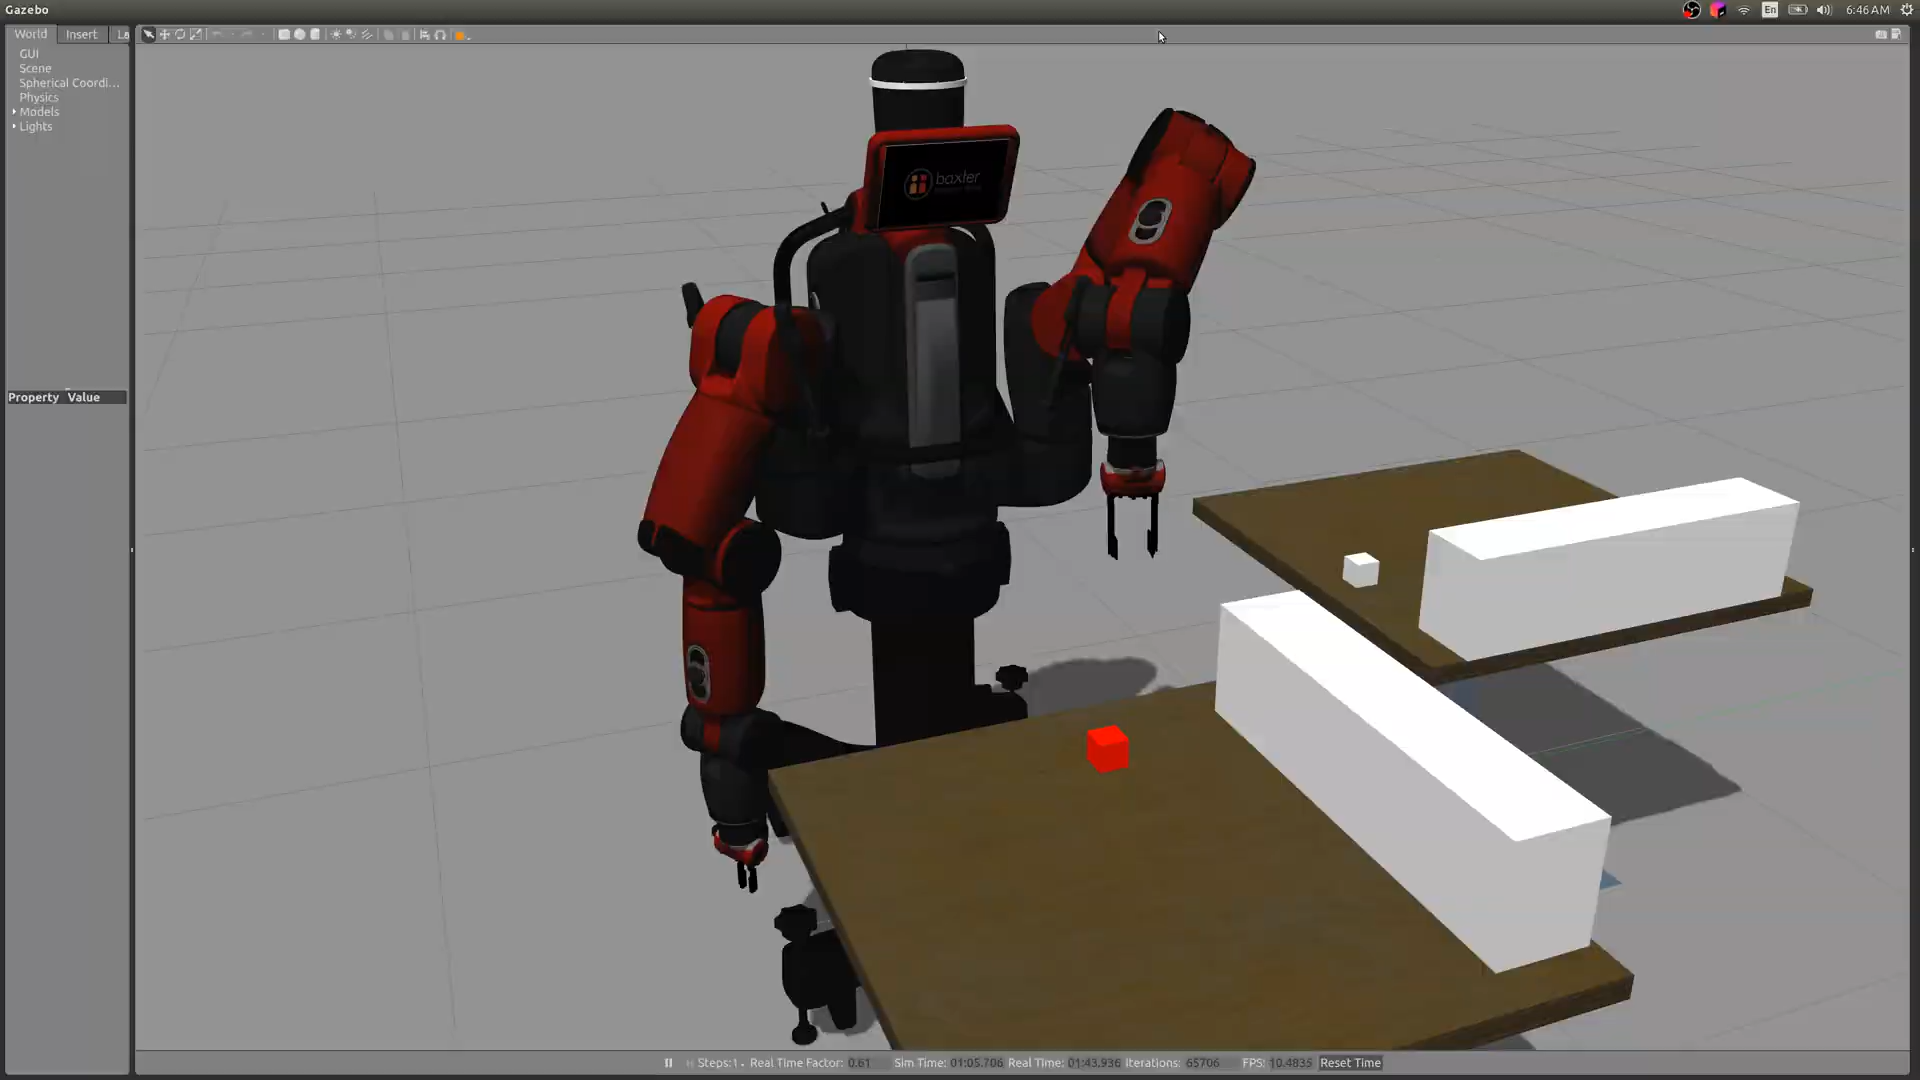 Gazebo
En
6:46 AM
World Insert La
GUI
Scene
Spherical Coordi...
Physics
Models
Lights
Property Value
baxter
Steps: 1 Real Time Factor: 0.61 Sim Time: 01:05.706 Real Time: 01:43.936 Iterations: 65706 FPS: 10.4835 Reset Time